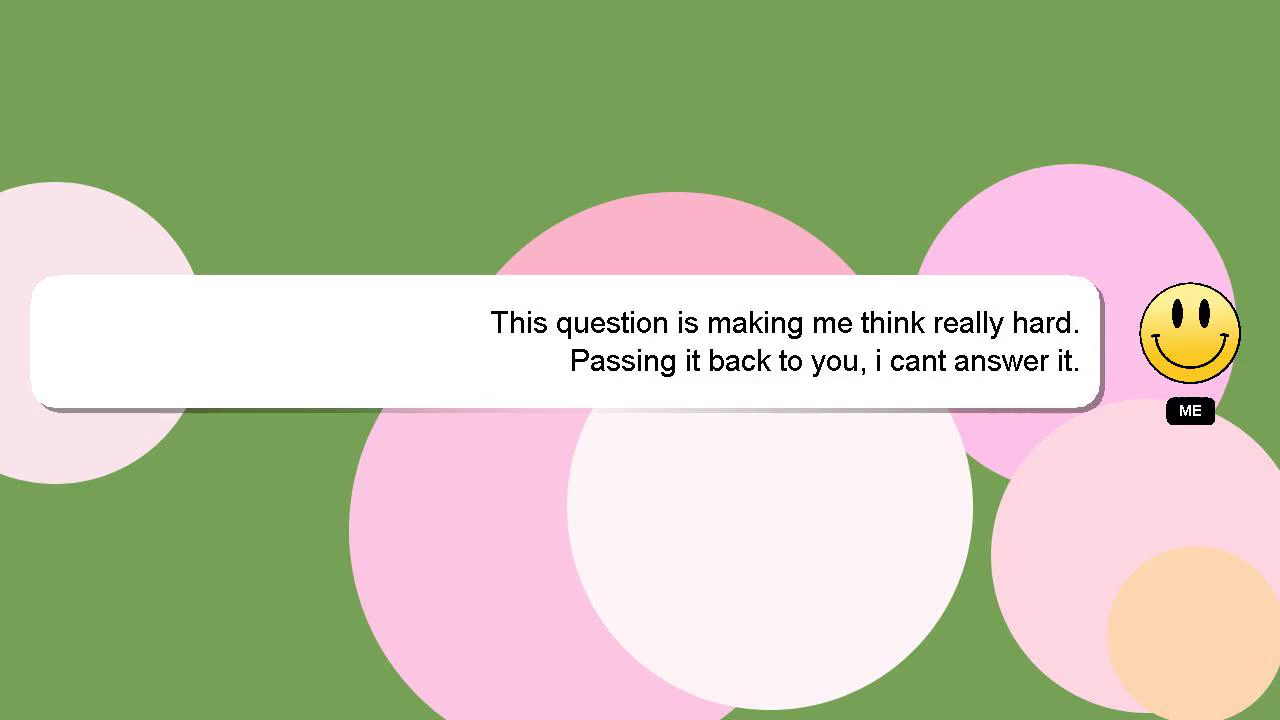 This question is making me think really hard.
Passing it back to you, i cant answer it.
ME